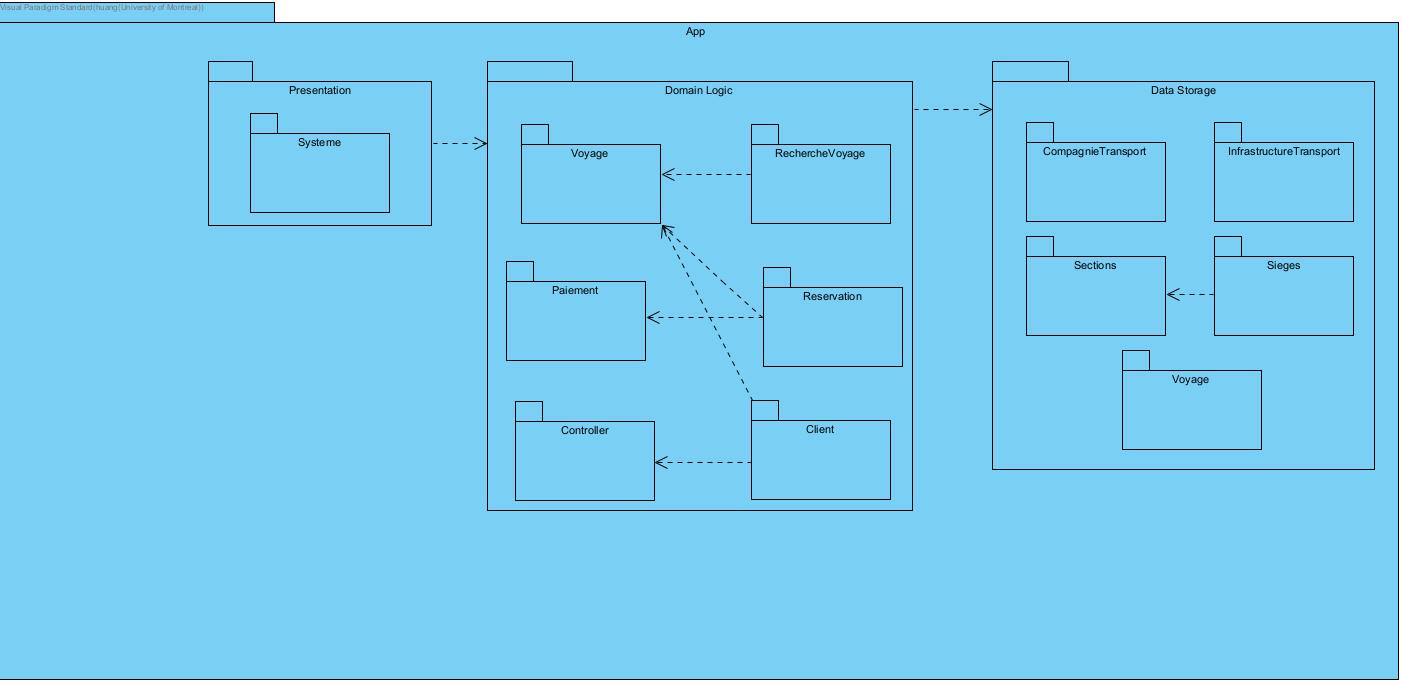 Visual Paradigm Standard(huang(University of Montreal))
App
Presentation
Systeme
Domain Logic
Voyage
RechercheVoyage
Paiement
Reservation
Controller
Client
Data Storage
CompagnieTransport
InfrastructureTransport
Sections
Sieges
Voyage